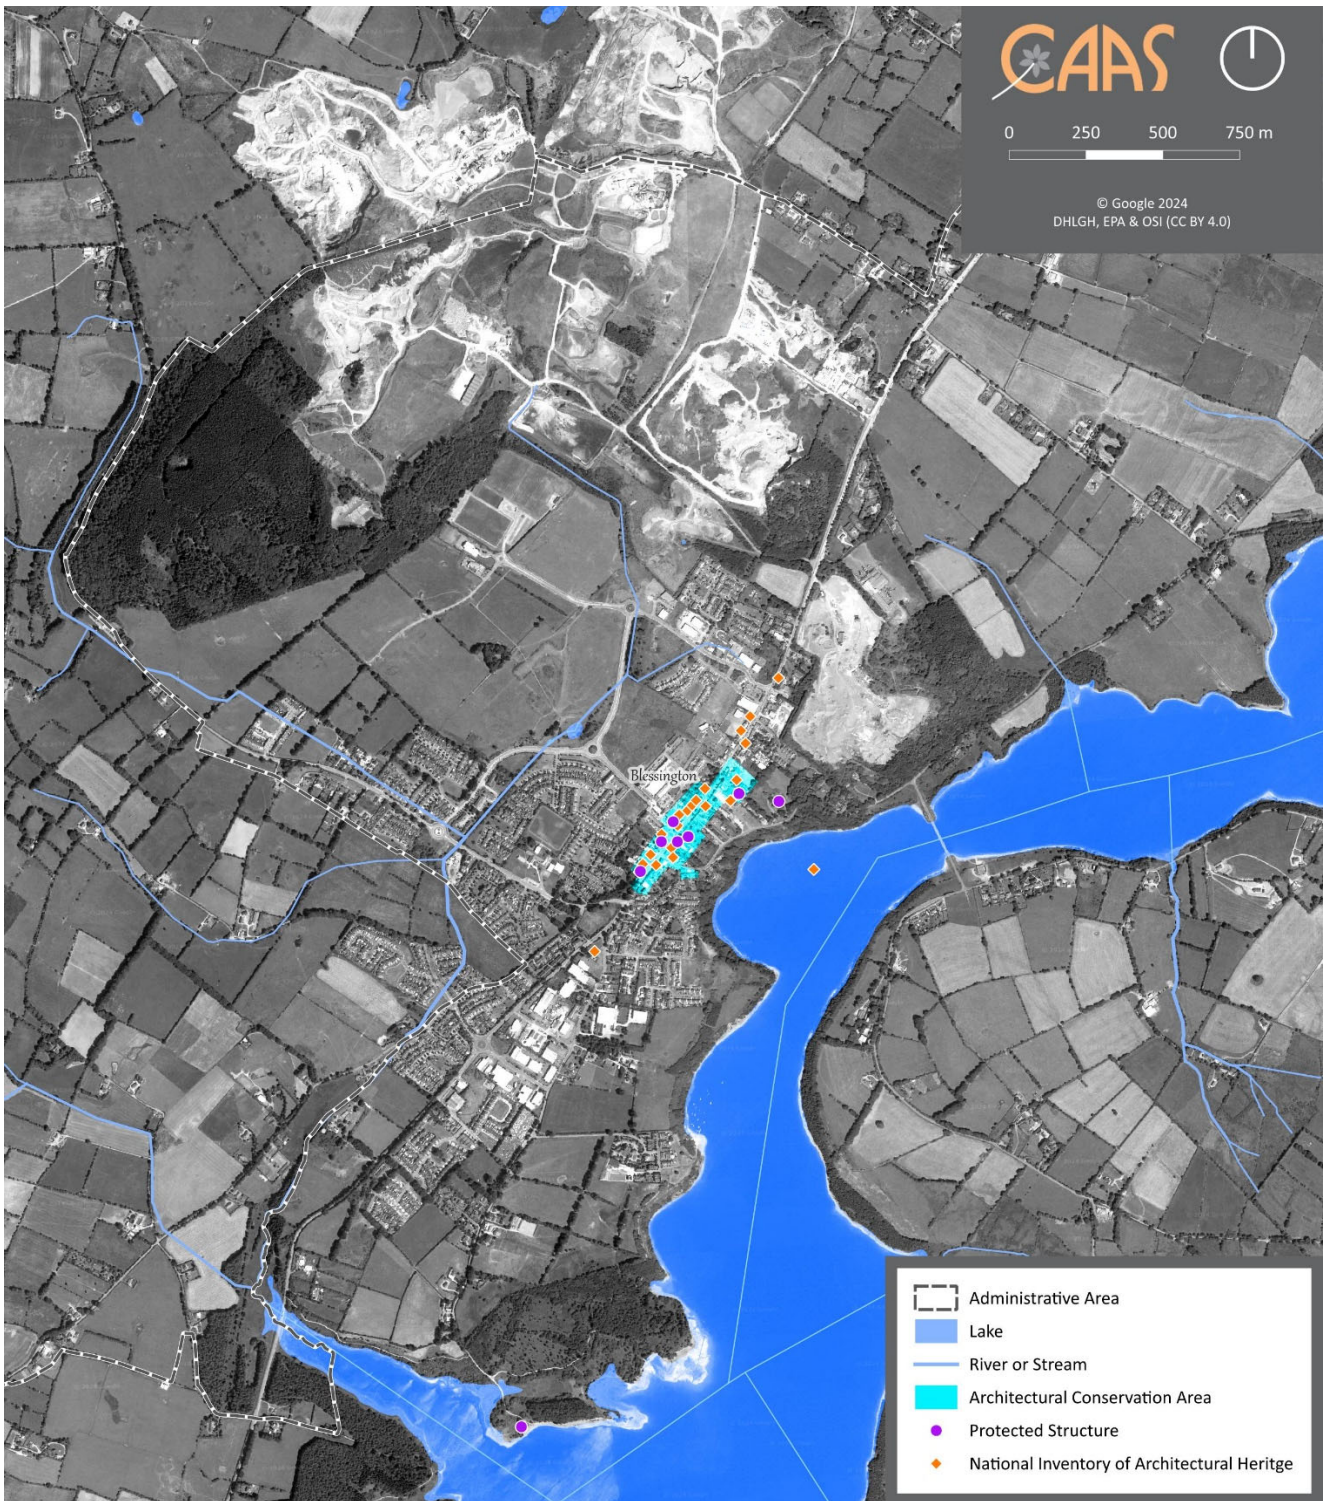 CAAS
0 250 500 750 m
© Google 2024
DHLGH, EPA & OSI (CC BY 4.0)
Blessington
Administrative Area
Lake
River or Stream
Architectural Conservation Area
Protected Structure
National Inventory of Architectural Heritge